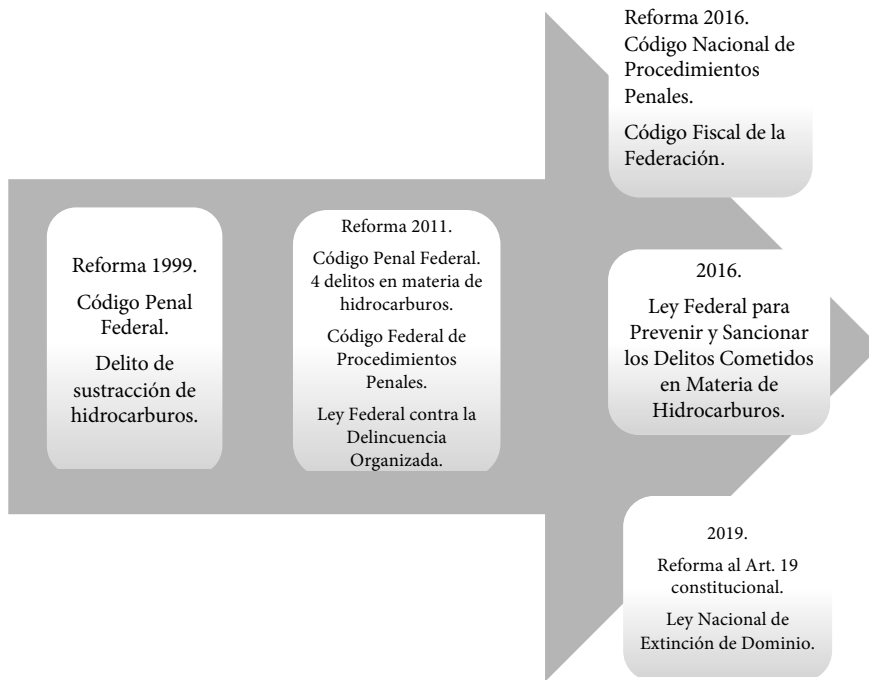 Reforma 1999.
Código Penal
Federal.
Delito de
sustracción de
hidrocarburos.
Reforma 2011.
Código Penal Federal.
4 delitos en materia de
hidrocarburos.
Código Federal de
Procedimientos
Penales.
Ley Federal contra la
Delincuencia
Organizada.
Reforma 2016.
Código Nacional de
Procedimientos
Penales.
Código Fiscal de la
Federación.
2016.
Ley Federal para
Prevenir y Sancionar
los Delitos Cometidos
en Materia de
Hidrocarburos.
2019.
Reforma al Art. 19
constitucional.
Ley Nacional de
Extinción de Dominio.